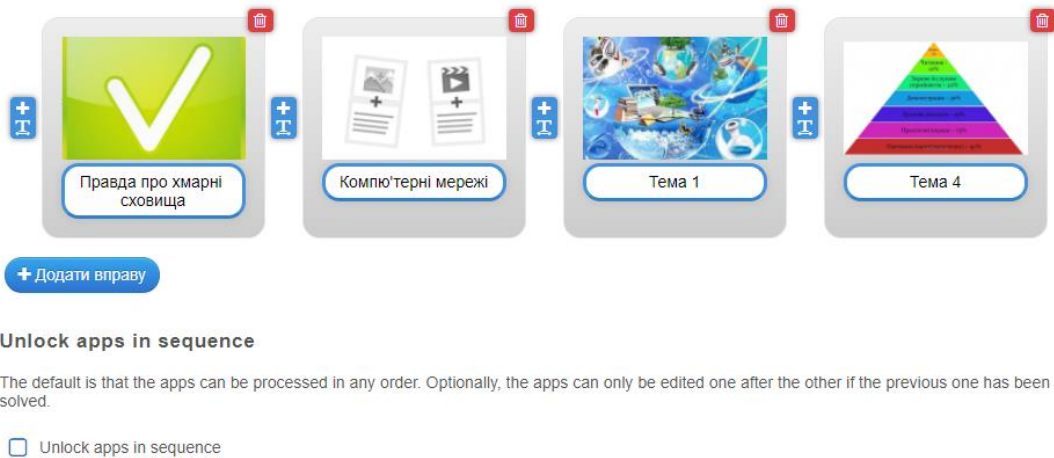 Правда про хмарні
сховища
Компю'терні мережі
Тема 1
Тема 4
Додати вправу
Unlock apps in sequence
The default is that the apps can be processed in any order. Optionally, the apps can only be edited one after the other if the previous one has been
solved.
Unlock apps in sequence